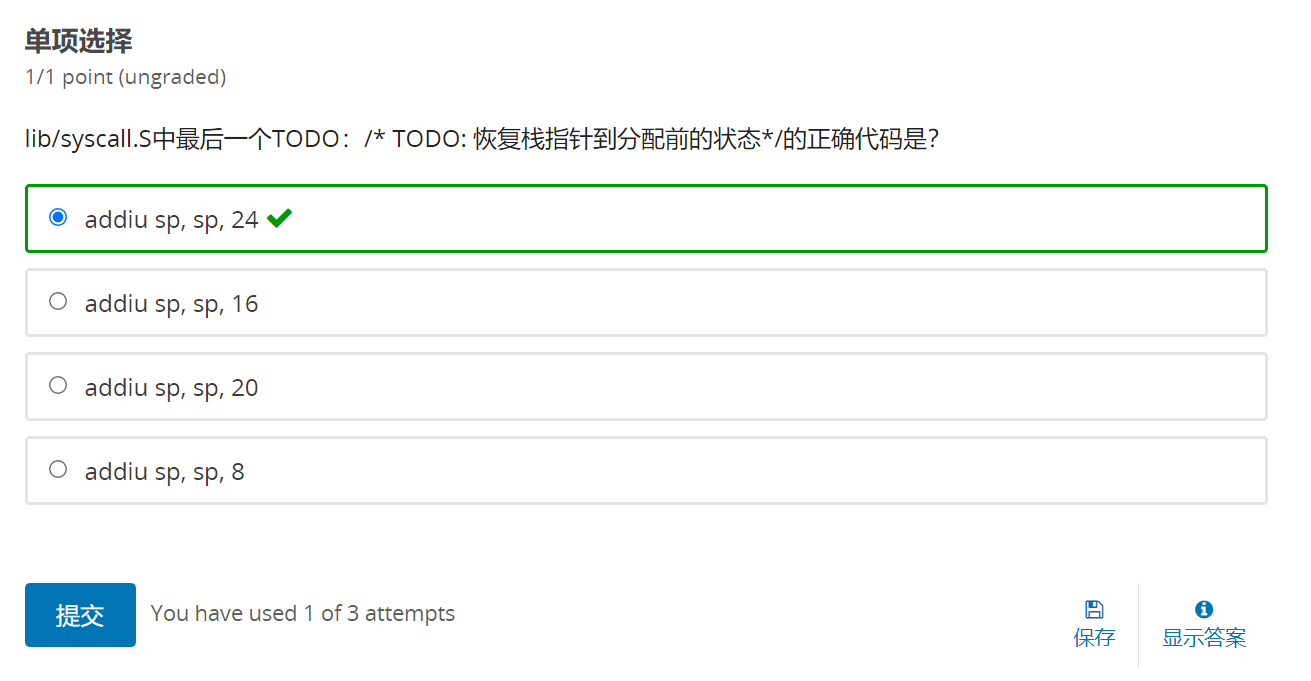 单项选择
1/1 point (ungraded)
lib/syscall.S中最后一个TODO：/* TODO: 恢复栈指针到分配前的状态*/的正确代码是？
addiu sp, sp, 24
addiu sp, sp, 16
addiu sp, sp, 20
addiu sp, sp, 8
提交
You have used 1 of 3 attempts
保存
显示答案